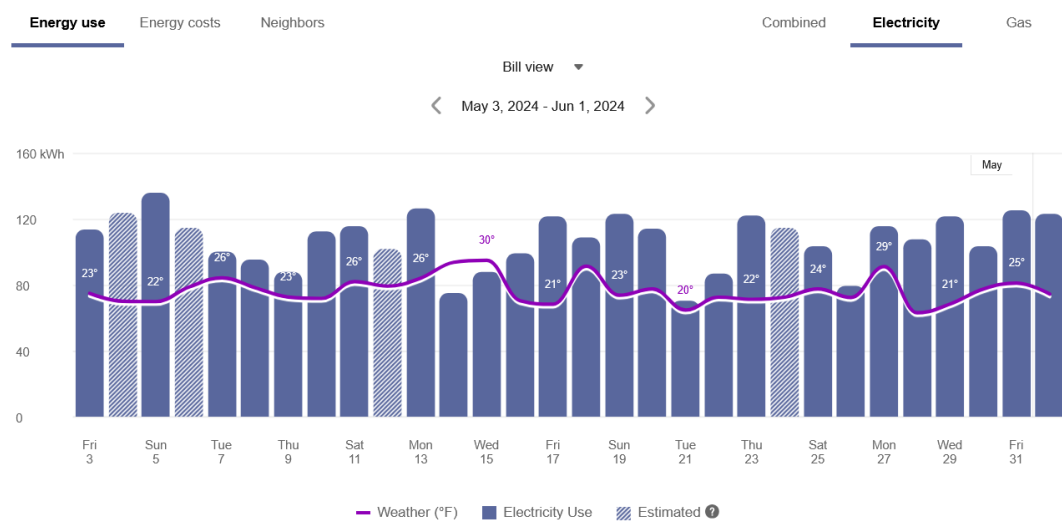 Energy use Energy costs Neighbors Combined Electricity Gas
Bill view
May 3, 2024 - Jun 1, 2024
160 kWh
May
120
30°
23° 22° 26° 23° 26° 26° 21° 23° 20° 22° 24° 29° 21° 25°
80
40
0
Fri Sun Tue Thu Sat Mon Wed Fri Sun Tue Thu Sat Mon Wed Fri
3 5 7 9 11 13 15 17 19 21 23 25 27 29 31
Weather (°F) Electricity Use Estimated ?